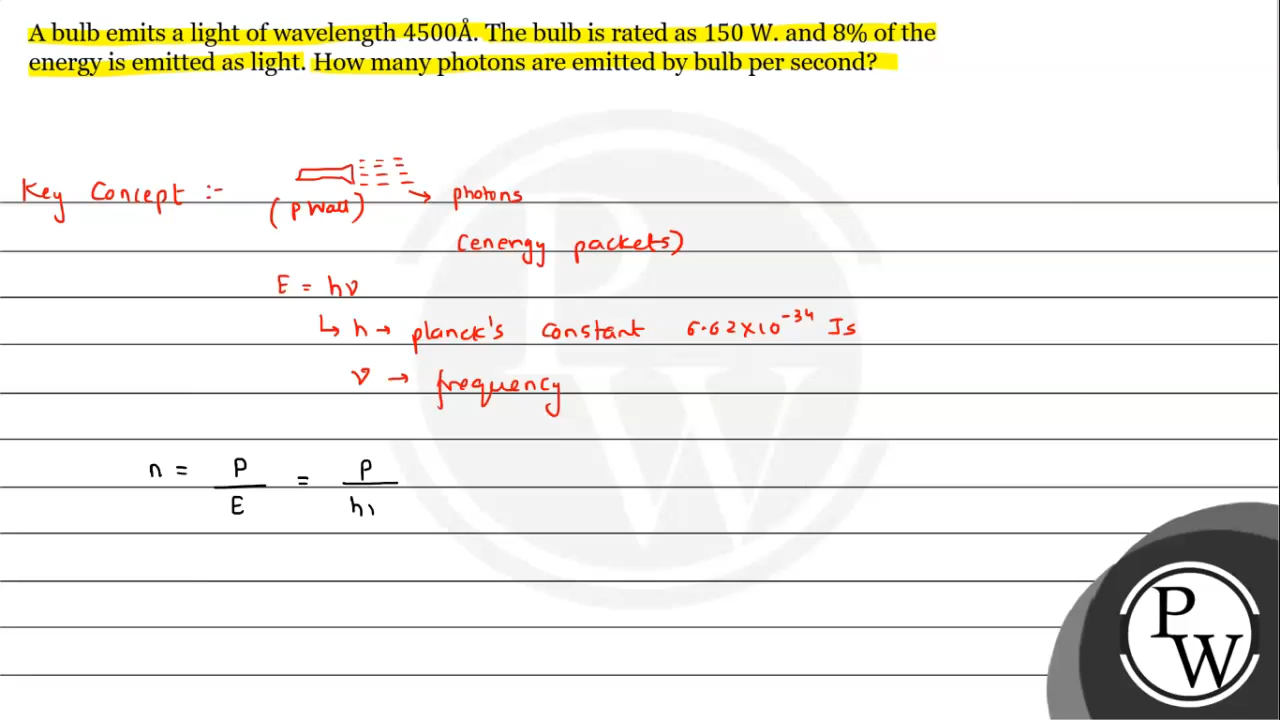 A bulb emits a light of wavelength 4500Å. The bulb is rated as 150 W. and 8% of the
energy is emitted as light. How many photons are emitted by bulb per second?
Key Concept :-
(P Watt) → photons
(energy packets)
E = hν
↳ h → planck's constant 6.62×10⁻³⁴ Js
ν → frequency
n = P/E = P/h
P
W